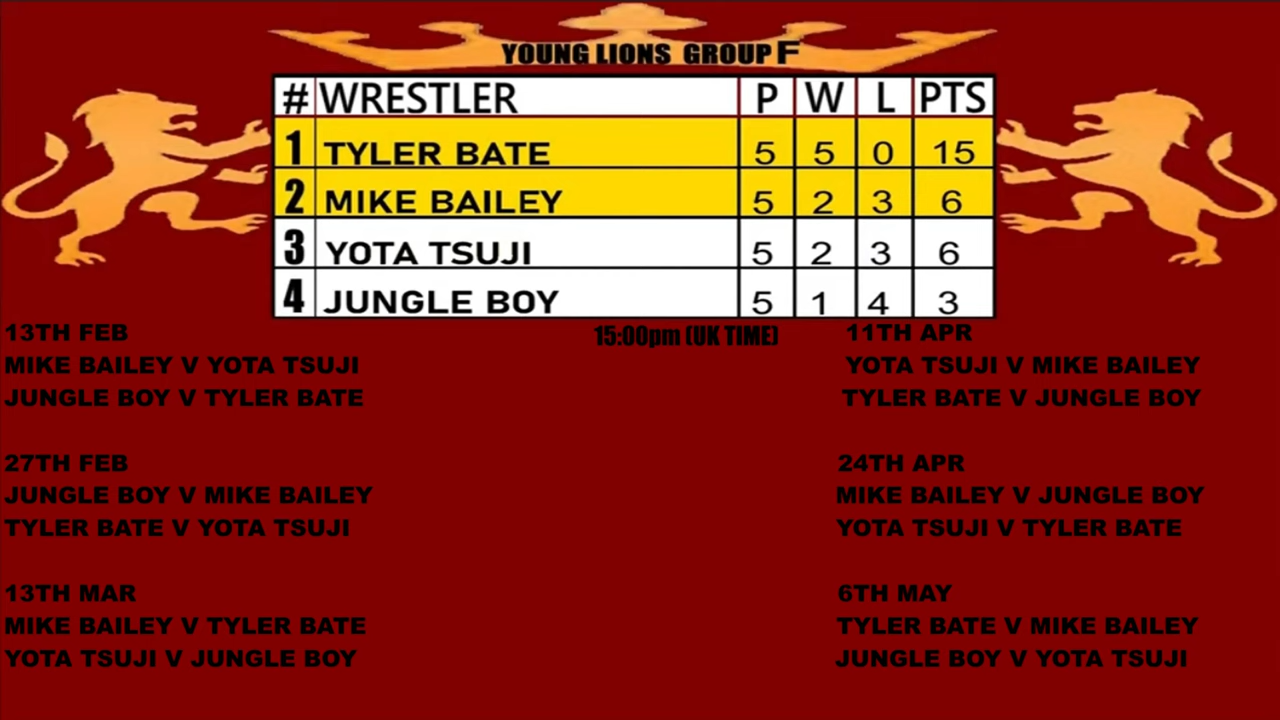 YOUNG LIONS GROUP F
# WRESTLER P W L PTS
1 TYLER BATE 5 5 0 15
2 MIKE BAILEY 5 2 3 6
3 YOTA TSUJI 5 2 3 6
4 JUNGLE BOY 5 1 4 3
15:00pm (UK TIME)
13TH FEB
MIKE BAILEY V YOTA TSUJI
JUNGLE BOY V TYLER BATE
27TH FEB
JUNGLE BOY V MIKE BAILEY
TYLER BATE V YOTA TSUJI
13TH MAR
MIKE BAILEY V TYLER BATE
YOTA TSUJI V JUNGLE BOY
11TH APR
YOTA TSUJI V MIKE BAILEY
TYLER BATE V JUNGLE BOY
24TH APR
MIKE BAILEY V JUNGLE BOY
YOTA TSUJI V TYLER BATE
6TH MAY
TYLER BATE V MIKE BAILEY
JUNGLE BOY V YOTA TSUJI